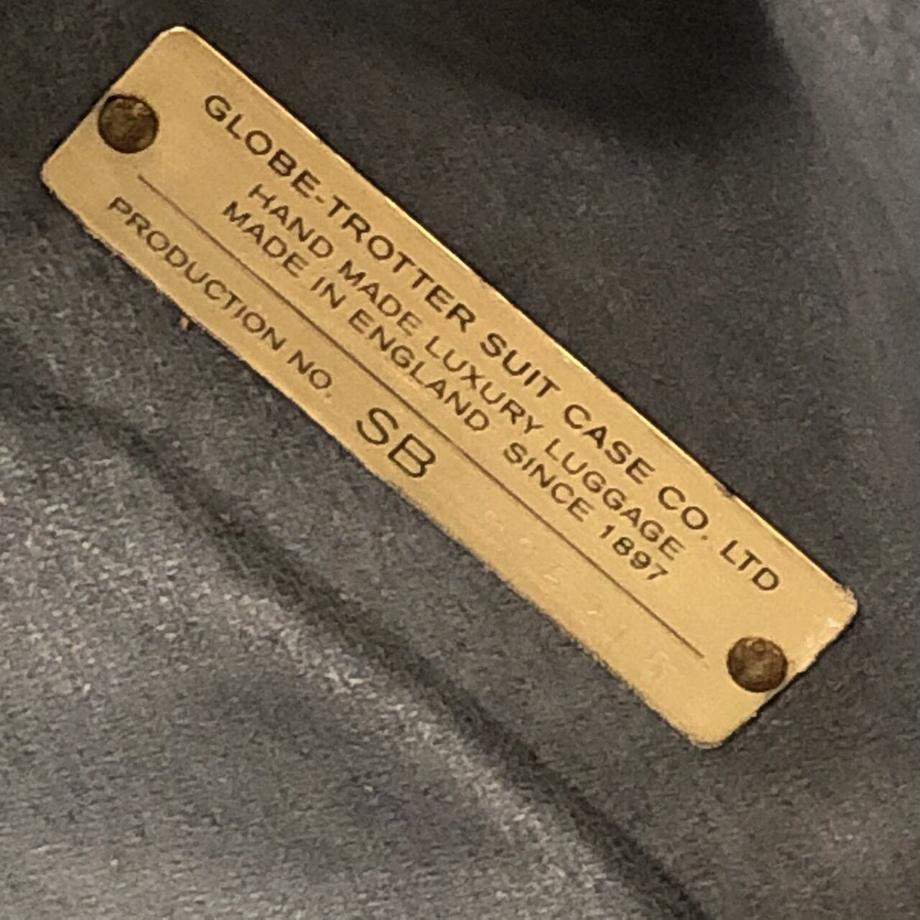 GLOBE-TROTTER SUIT CASE CO. LTD
HAND MADE LUXURY LUGGAGE
MADE IN ENGLAND SINCE 1897
PRODUCTION NO. SB